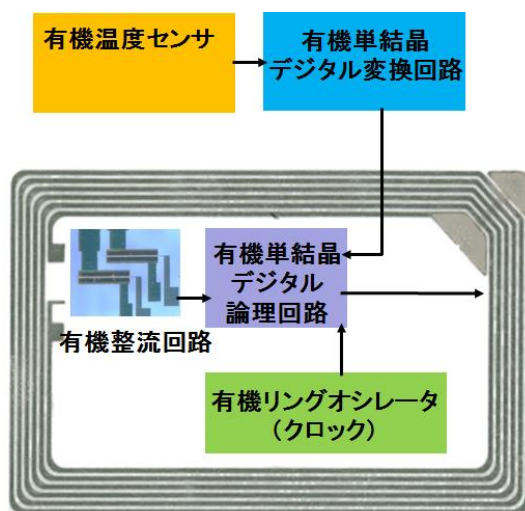 有機温度センサ
有機単結晶
デジタル変換回路
有機単結晶
デジタル
論理回路
有機整流回路
有機リングオシレータ
(クロック)